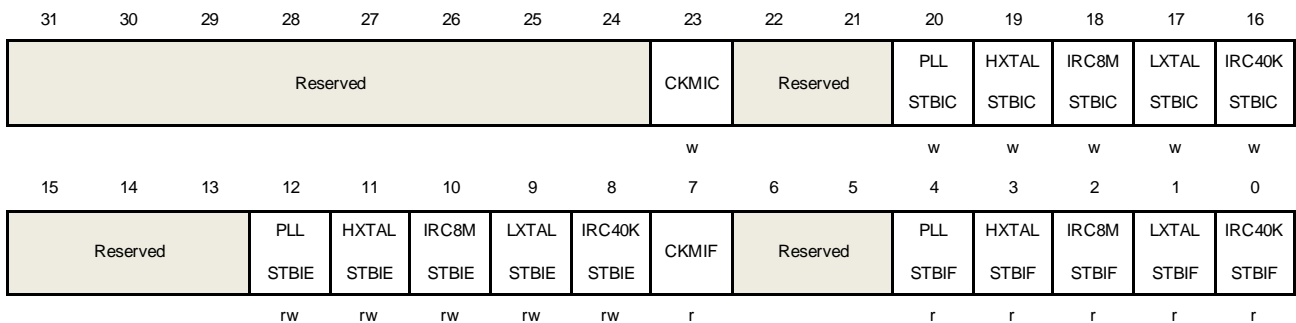 31 30 29 28 27 26 25 24 23 22 21 20 19 18 17 16
Reserved CKMIC Reserved PLL STBIC HXTAL STBIC IRC8M STBIC LXTAL STBIC IRC40K STBIC
w w w w w w
15 14 13 12 11 10 9 8 7 6 5 4 3 2 1 0
Reserved PLL STBIE HXTAL STBIE IRC8M STBIE LXTAL STBIE IRC40K STBIE CKMIF Reserved PLL STBIF HXTAL STBIF IRC8M STBIF LXTAL STBIF IRC40K STBIF
rw rw rw rw rw r r r r r r